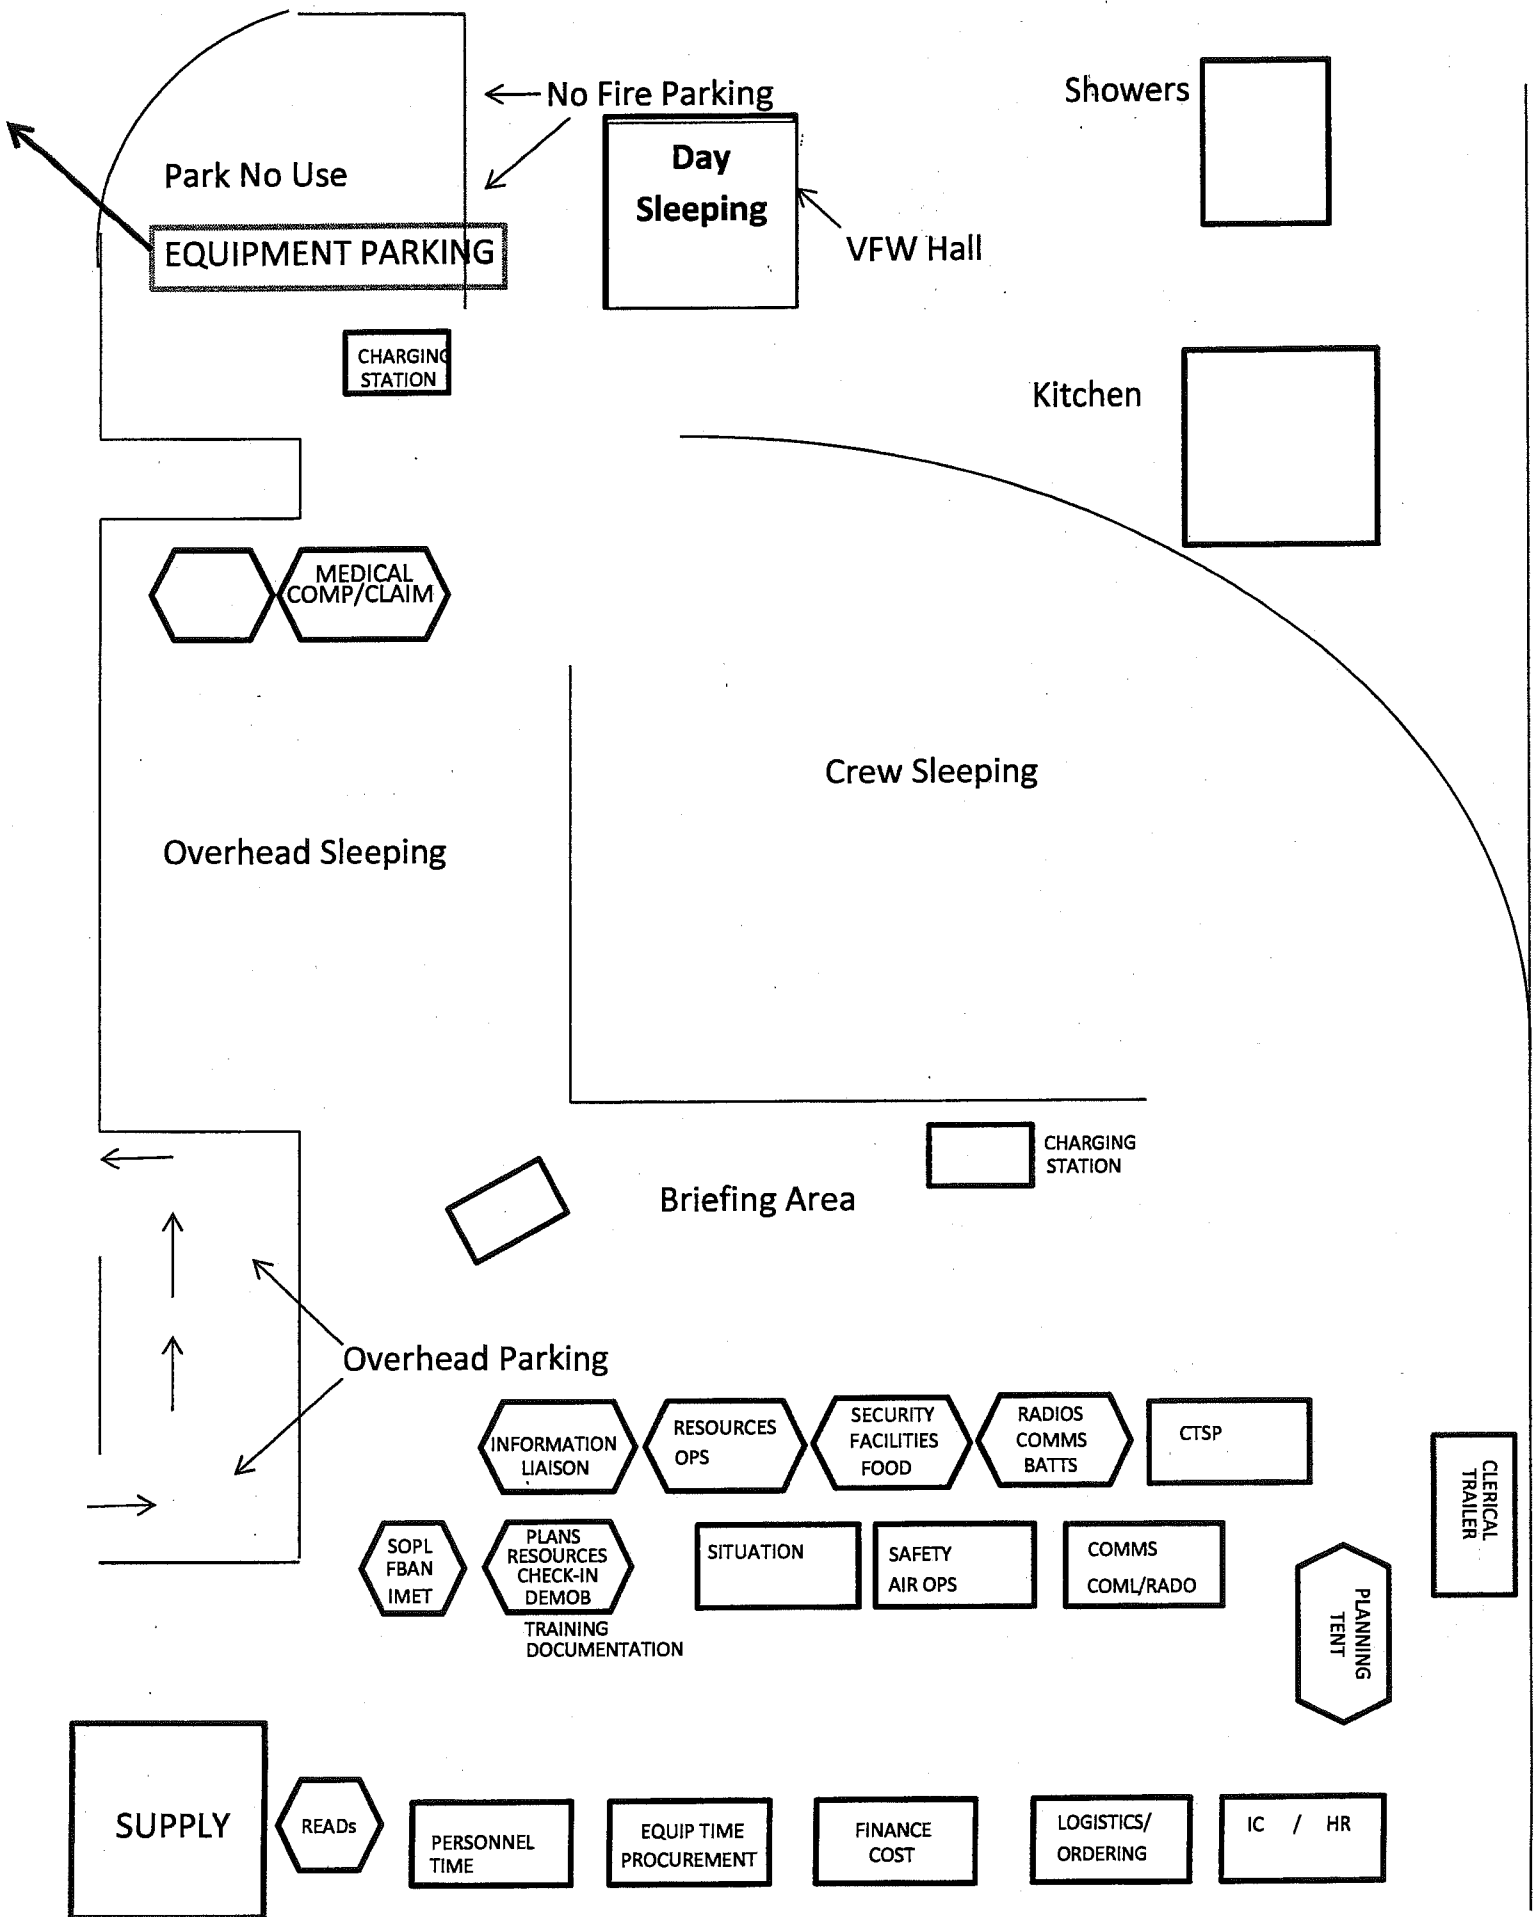 No Fire Parking
Showers
Day
Sleeping
Park No Use
VFW Hall
EQUIPMENT PARKING
CHARGING
STATION
Kitchen
MEDICAL
COMP/CLAIM
Crew Sleeping
Overhead Sleeping
CHARGING
STATION
Briefing Area
Overhead Parking
INFORMATION
LIAISON
RESOURCES
OPS
SECURITY
FACILITIES
FOOD
RADIOS
COMMS
BATTS
CTSP
CLERICAL
TRAILER
SOPL
FBAN
IMET
PLANS
RESOURCES
CHECK-IN
DEMOB
TRAINING
DOCUMENTATION
SITUATION
SAFETY
AIR OPS
COMMS
COML/RADO
PLANNING
TENT
SUPPLY
READs
PERSONNEL
TIME
EQUIP TIME
PROCUREMENT
FINANCE
COST
LOGISTICS/
ORDERING
IC / HR